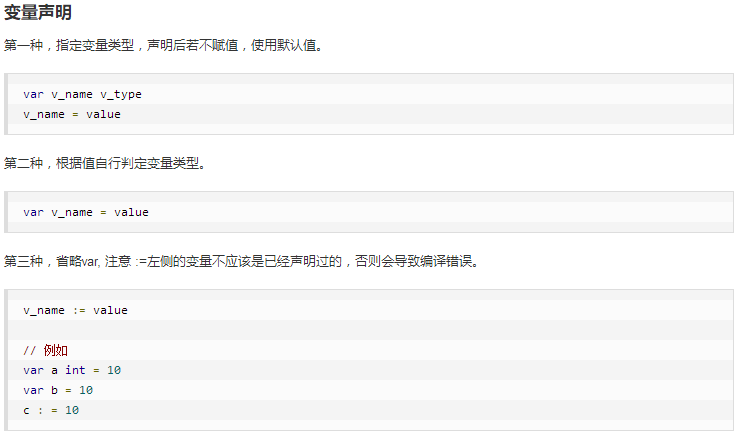 变量声明
第一种，指定变量类型，声明后若不赋值，使用默认值。
var v_name v_type
v_name = value
第二种，根据值自行判定变量类型。
var v_name = value
第三种，省略var, 注意 :=左侧的变量不应该是已经声明过的，否则会导致编译错误。
v_name := value
// 例如
var a int = 10
var b = 10
c : = 10